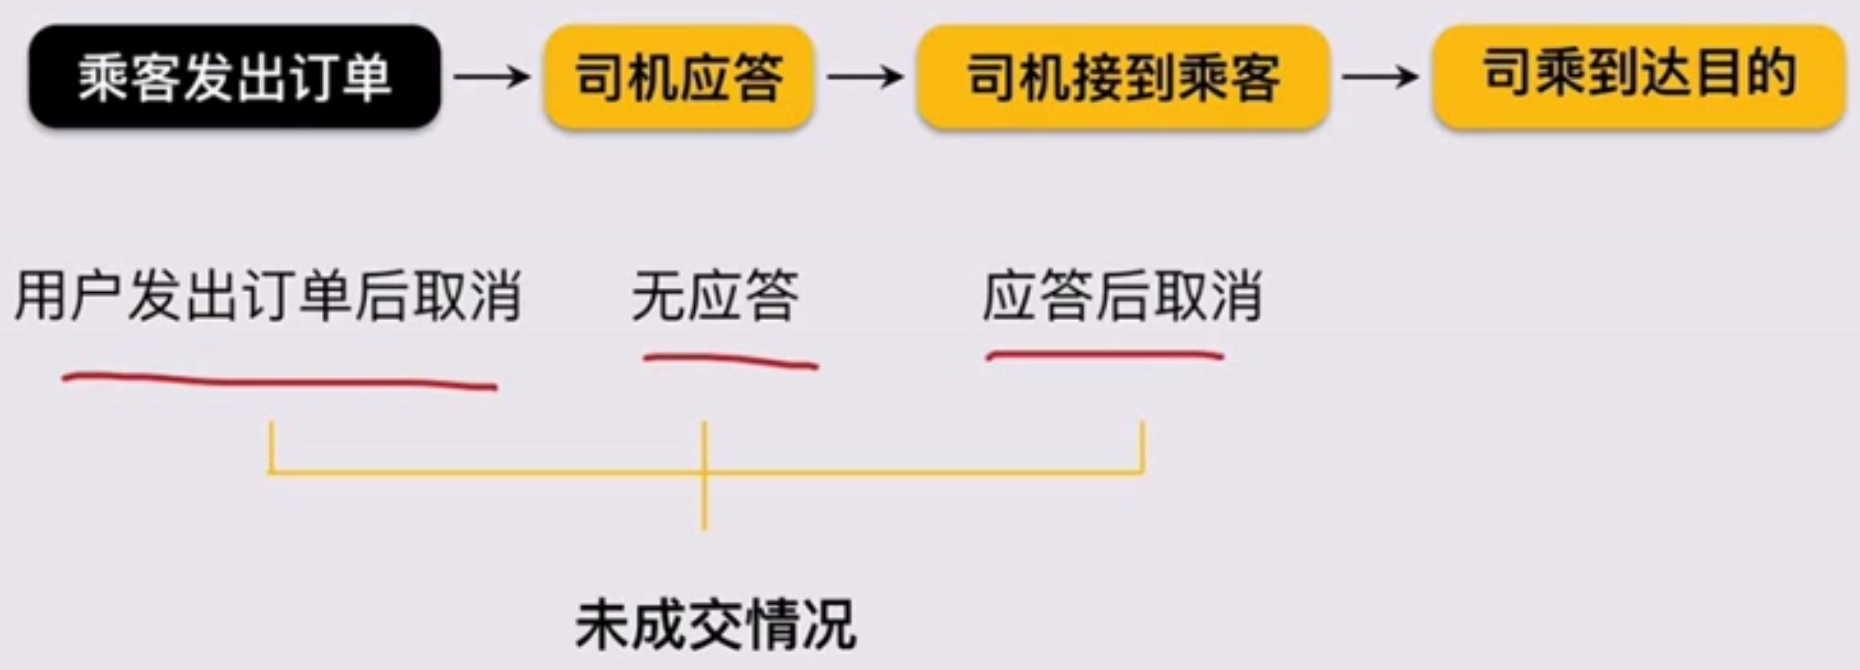 乘客发出订单 → 司机应答 → 司机接到乘客 → 司乘到达目的
用户发出订单后取消 无应答 应答后取消
未成交情况